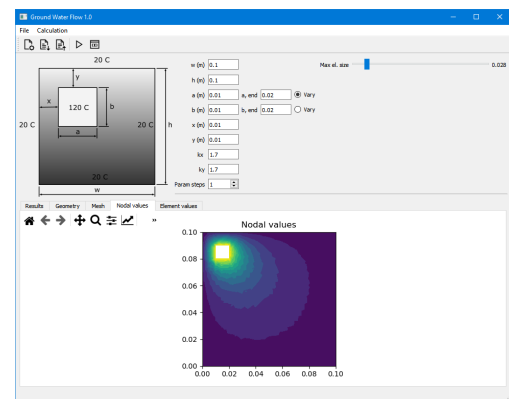 Ground Water Flow 1.0
File Calculation
20 C
y
x
120 C
b
a
20 C
20 C
h
20 C
w
w (m) 0.1
Max el. size
0.028
h (m) 0.1
a (m) 0.01 a, end 0.02 Vary
b (m) 0.01 b, end 0.02 Vary
x (m) 0.01
y (m) 0.01
kx 1.7
ky 1.7
Param steps 1
Results Geometry Mesh Nodal values Element values
»
Nodal values
0.10
0.08
0.06
0.04
0.02
0.00
0.00 0.02 0.04 0.06 0.08 0.10